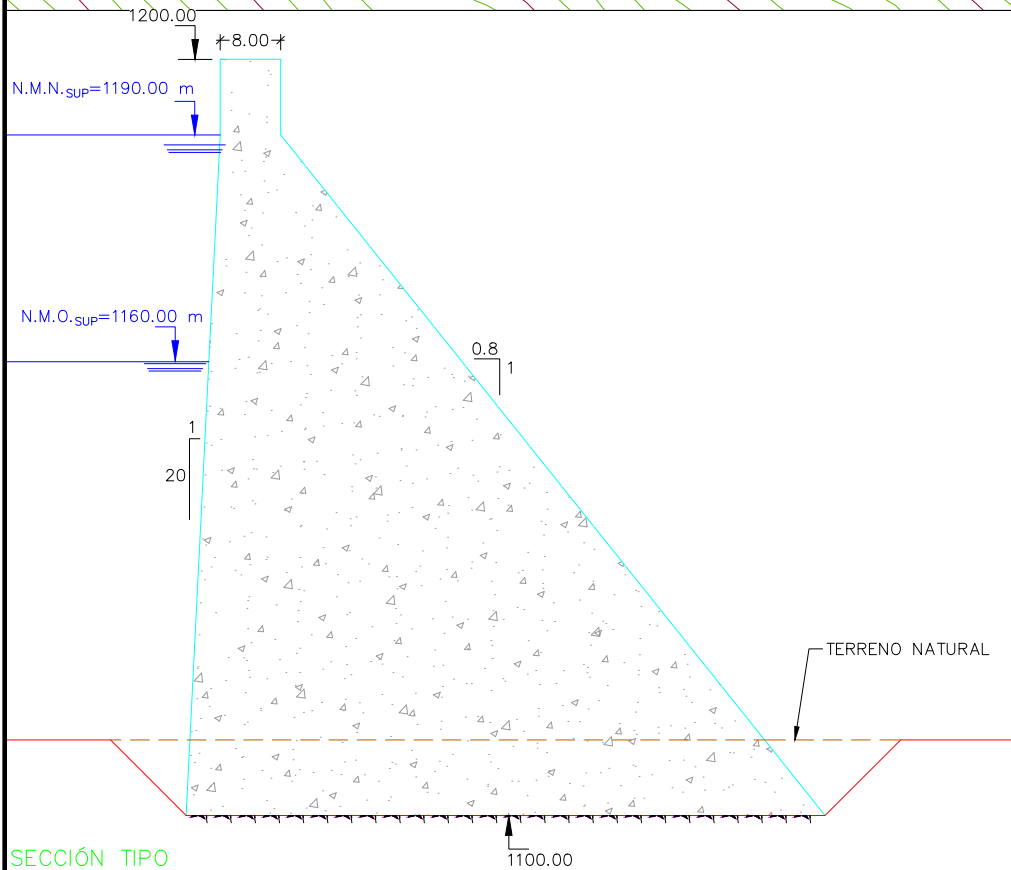 1200.00
8.00
N.M.N.SUP=1190.00 m
N.M.O.SUP=1160.00 m
0.8
1
1
20
TERRENO NATURAL
SECCIÓN TIPO
1100.00